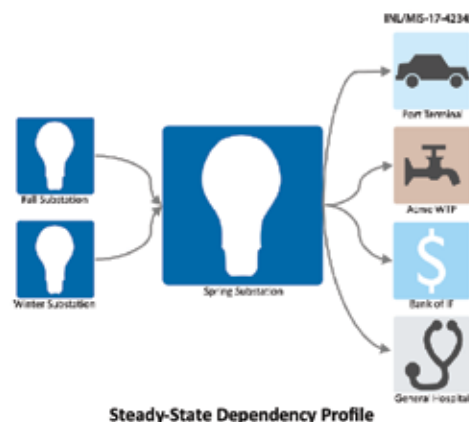 INL/MIS-17-4234
Port Terminal
Fall Substation
Acme WTP
Winter Substation
Spring Substation
Bank of IF
General Hospital
Steady-State Dependency Profile